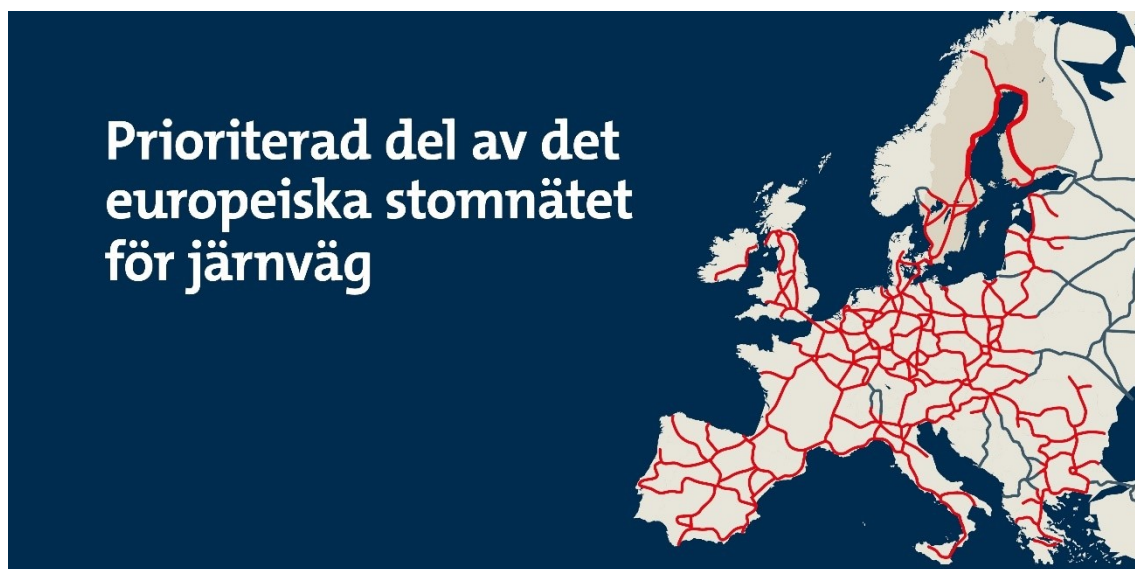 Prioriterad del av det
europeiska stomnätet
för järnväg